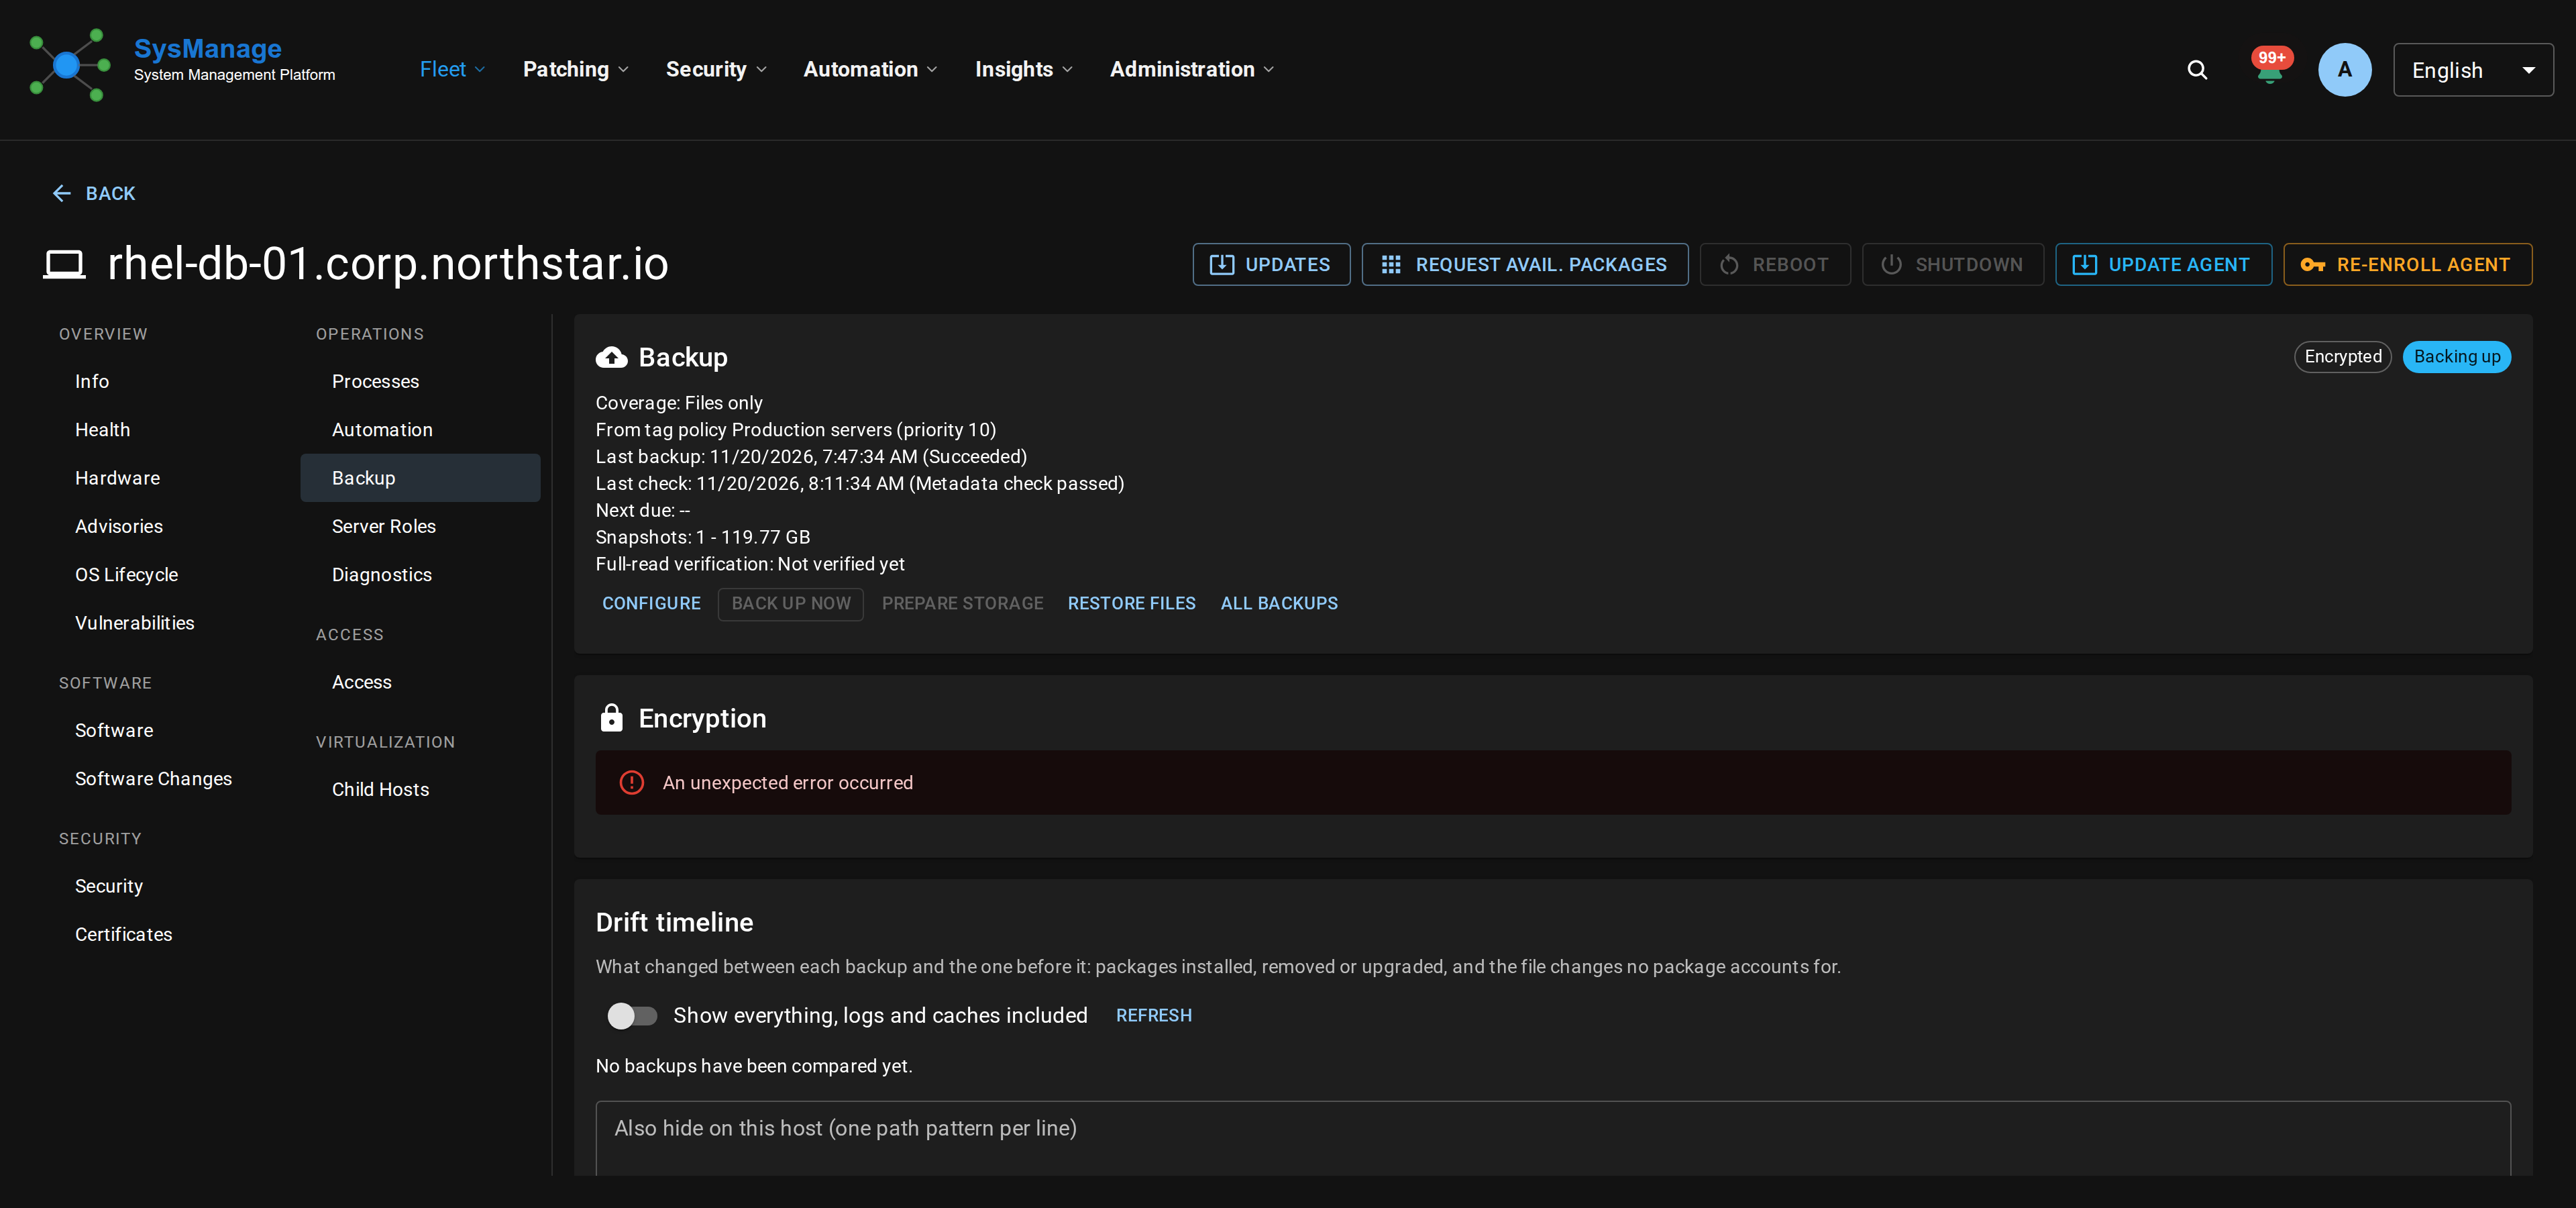 SysManage
System Management Platform
Fleet
Patching
Security
Automation
Insights
Administration
99+
A
English
BACK
rhel-db-01.corp.northstar.io
UPDATES
REQUEST AVAIL. PACKAGES
REBOOT
SHUTDOWN
UPDATE AGENT
RE-ENROLL AGENT
OVERVIEW
Info
Health
Hardware
Advisories
OS Lifecycle
Vulnerabilities
SOFTWARE
Software
Software Changes
SECURITY
Security
Certificates
OPERATIONS
Processes
Automation
Backup
Server Roles
Diagnostics
ACCESS
Access
VIRTUALIZATION
Child Hosts
Backup
Encrypted
Backing up
Coverage: Files only
From tag policy Production servers (priority 10)
Last backup: 11/20/2026, 7:47:34 AM (Succeeded)
Last check: 11/20/2026, 8:11:34 AM (Metadata check passed)
Next due: --
Snapshots: 1 - 119.77 GB
Full-read verification: Not verified yet
CONFIGURE
BACK UP NOW
PREPARE STORAGE
RESTORE FILES
ALL BACKUPS
Encryption
An unexpected error occurred
Drift timeline
What changed between each backup and the one before it: packages installed, removed or upgraded, and the file changes no package accounts for.
Show everything, logs and caches included
REFRESH
No backups have been compared yet.
Also hide on this host (one path pattern per line)